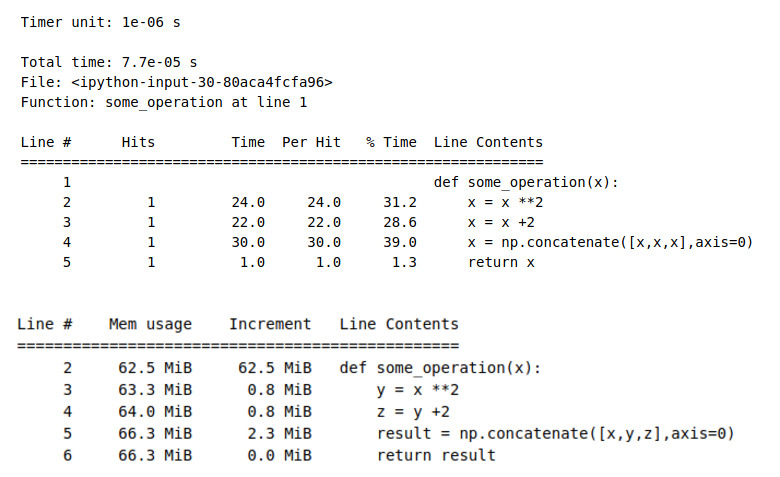 Timer unit: 1e-06 s
Total time: 7.7e-05 s
File: <ipython-input-30-80aca4fcfa96>
Function: some_operation at line 1
Line #      Hits         Time  Per Hit   % Time  Line Contents
==============================================================
     1                                           def some_operation(x):
     2         1         24.0     24.0     31.2      x = x **2
     3         1         22.0     22.0     28.6      x = x +2
     4         1         30.0     30.0     39.0      x = np.concatenate([x,x,x],axis=0)
     5         1          1.0      1.0      1.3      return x
Line #    Mem usage    Increment   Line Contents
================================================
     2     62.5 MiB     62.5 MiB   def some_operation(x):
     3     63.3 MiB      0.8 MiB       y = x **2
     4     64.0 MiB      0.8 MiB       z = y +2
     5     66.3 MiB      2.3 MiB       result = np.concatenate([x,y,z],axis=0)
     6     66.3 MiB      0.0 MiB       return result